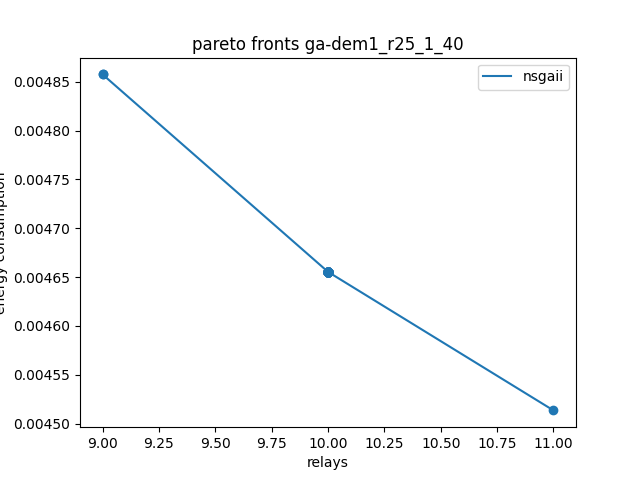 pareto fronts ga-dem1_r25_1_40
nsgaii
0.00485
0.00480
0.00475
0.00470
0.00465
0.00460
0.00455
0.00450
energy consumption
9.00 9.25 9.50 9.75 10.00 10.25 10.50 10.75 11.00
relays